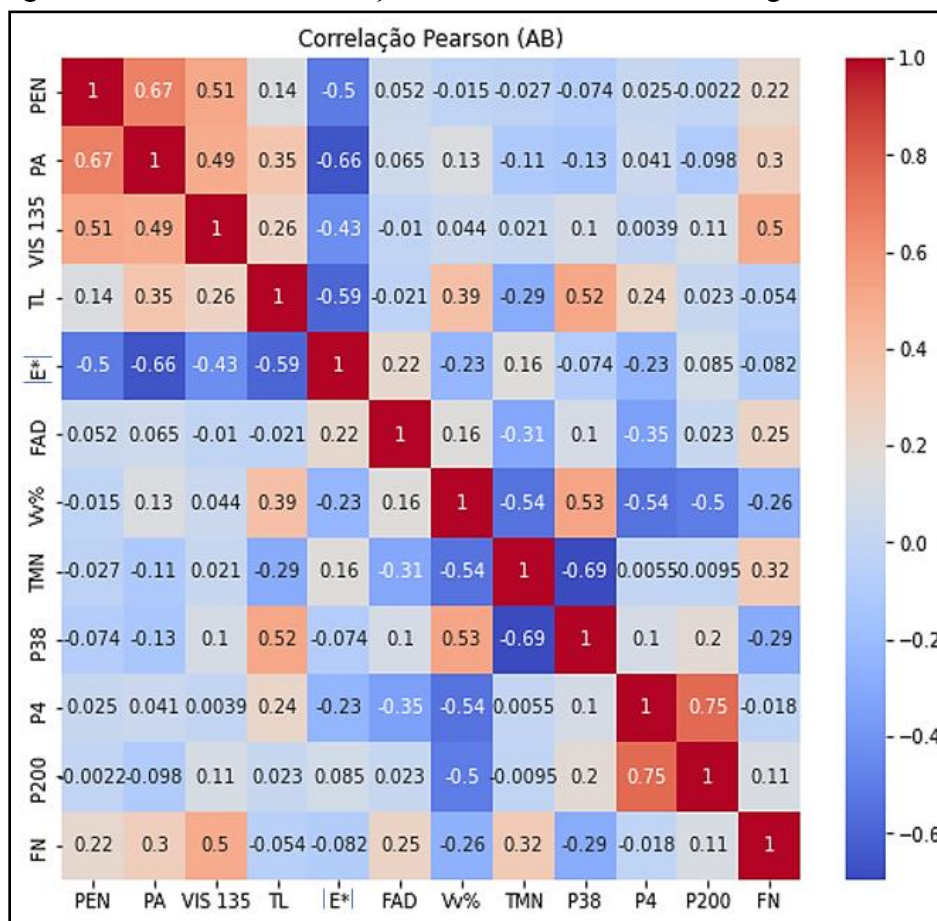 Correlação Pearson (AB)
PEN 1 0.67 0.51 0.14 -0.5 0.052 -0.015 -0.027 -0.074 0.025 -0.0022 0.22
PA 0.67 1 0.49 0.35 -0.66 0.065 0.13 -0.11 -0.13 0.041 -0.098 0.3
VIS 135 0.51 0.49 1 0.26 -0.43 -0.01 0.044 0.021 0.1 0.0039 0.11 0.5
TL 0.14 0.35 0.26 1 -0.59 -0.021 0.39 -0.29 0.52 0.24 0.023 -0.054
|E*| -0.5 -0.66 -0.43 -0.59 1 0.22 -0.23 0.16 -0.074 -0.23 0.085 -0.082
FAD 0.052 0.065 -0.01 -0.021 0.22 1 0.16 -0.31 0.1 -0.35 0.023 0.25
Vv% -0.015 0.13 0.044 0.39 -0.23 0.16 1 -0.54 0.53 -0.54 -0.5 -0.26
TMN -0.027 -0.11 0.021 -0.29 0.16 -0.31 -0.54 1 -0.69 0.0055 0.0095 0.32
P38 -0.074 -0.13 0.1 0.52 -0.074 0.1 0.53 -0.69 1 0.1 0.2 -0.29
P4 0.025 0.041 0.0039 0.24 -0.23 -0.35 -0.54 0.0055 0.1 1 0.75 -0.018
P200 -0.0022 -0.098 0.11 0.023 0.085 0.023 -0.5 -0.0095 0.2 0.75 1 0.11
FN 0.22 0.3 0.5 -0.054 -0.082 0.25 -0.26 0.32 -0.29 -0.018 0.11 1
PEN PA VIS 135 TL |E*| FAD Vv% TMN P38 P4 P200 FN
1.0
0.8
0.6
0.4
0.2
0.0
−0.2
−0.4
−0.6